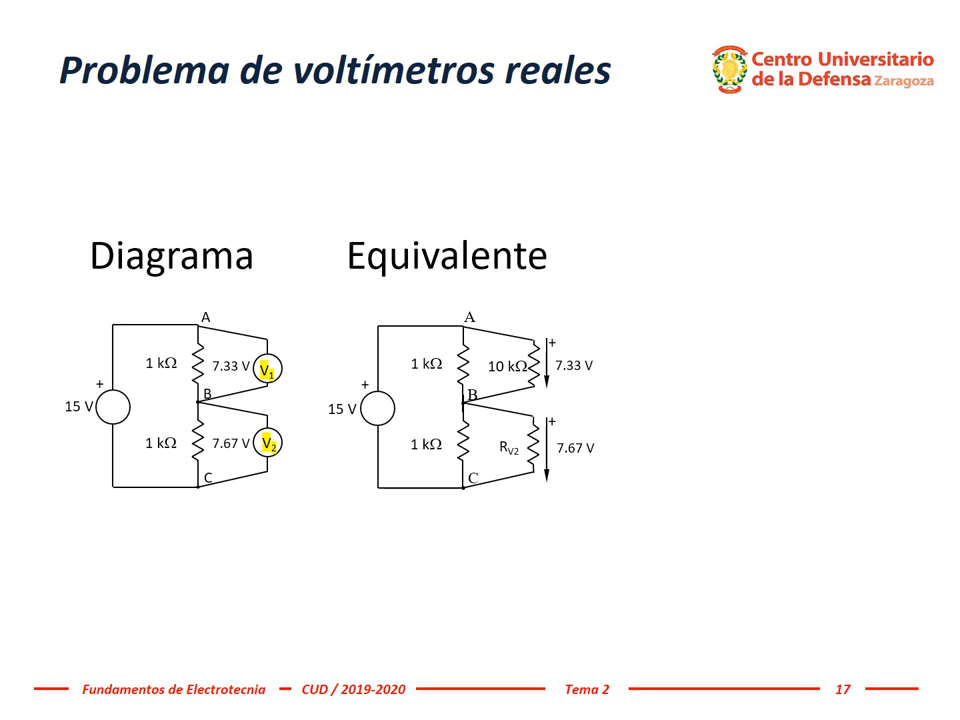 Problema de voltímetros reales
Centro Universitario
de la Defensa Zaragoza
Diagrama
Equivalente
A
1 kΩ
7.33 V
V1
+
B
15 V
1 kΩ
7.67 V
V2
C
A
+
1 kΩ
10 kΩ
7.33 V
+
B
15 V
+
1 kΩ
RV2
7.67 V
C
Fundamentos de Electrotecnia
CUD / 2019-2020
Tema 2
17